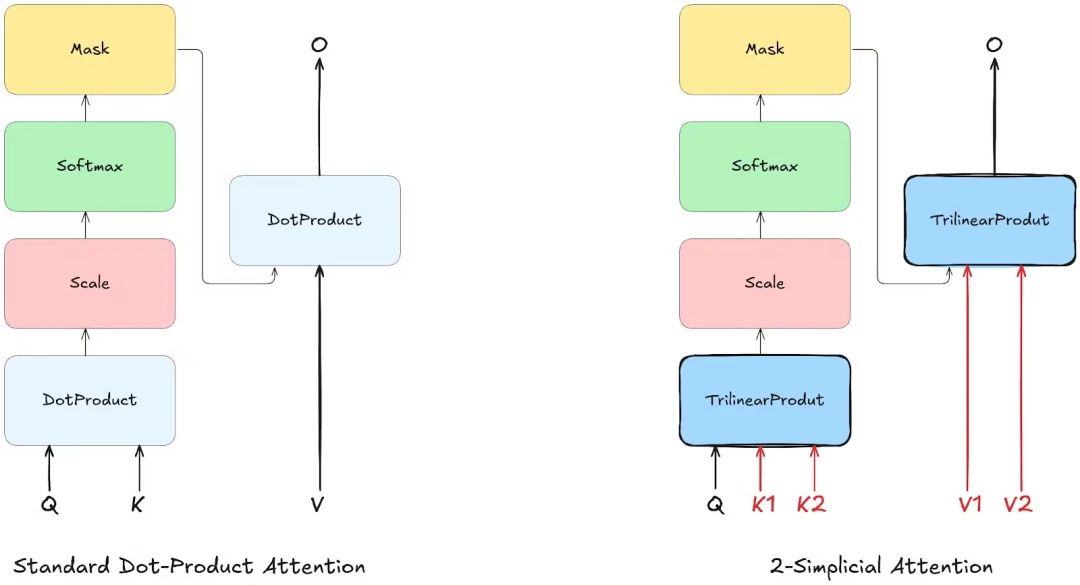 Mask
O
Softmax
DotProduct
Scale
DotProduct
Q K V
Standard Dot-Product Attention
Mask
O
Softmax
TrilinearProdut
Scale
TrilinearProdut
Q K1 K2 V1 V2
2-Simplicial Attention